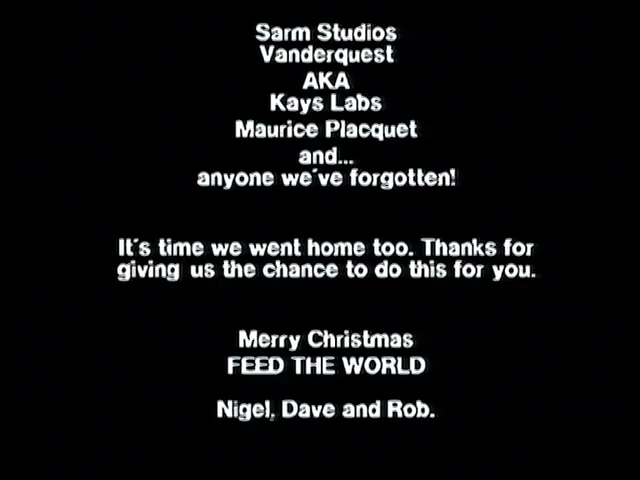 Sarm Studios
Vanderquest
AKA
Kays Labs
Maurice Placquet
and...
anyone we've forgotten!
It's time we went home too. Thanks for
giving us the chance to do this for you.
Merry Christmas
FEED THE WORLD
Nigel, Dave and Rob.